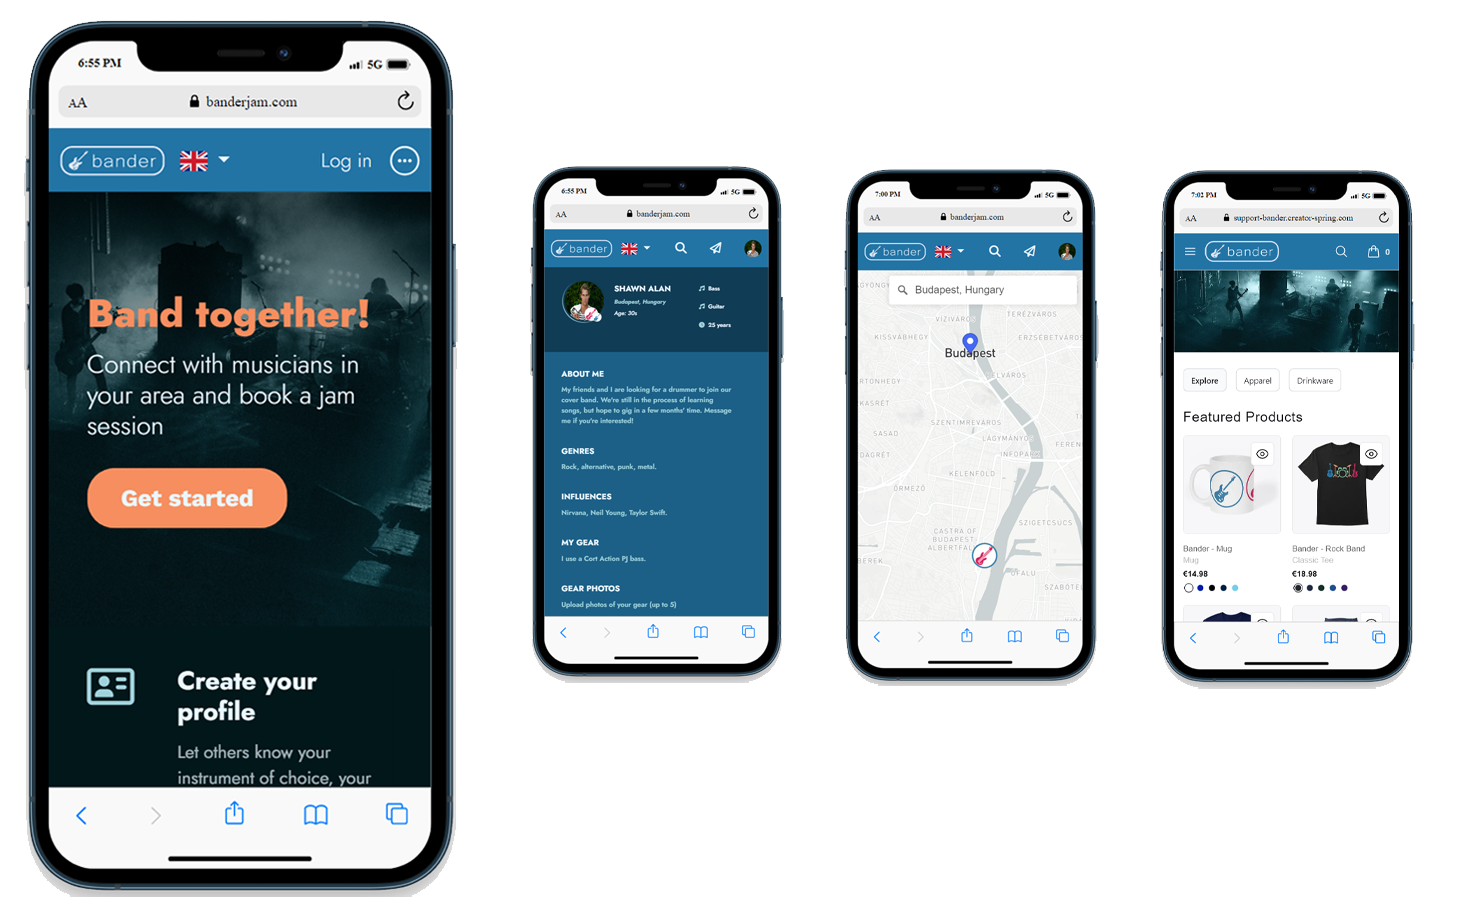 6:55 PM
5G
AA
banderjam.com
bander
Log in
Band together!
Connect with musicians in
your area and book a jam
session
Get started
Create your
profile
Let others know your
instrument of choice, your
6:55 PM
5G
AA
banderjam.com
bander
SHAWN ALAN
Budapest, Hungary
Age: 30s
Bass
Guitar
25 years
ABOUT ME
My friends and I are looking for a drummer to join our
cover band. We're still in the process of learning
songs, but hope to gig in a few months' time. Message
me if you're interested!
GENRES
Rock, alternative, punk, metal.
INFLUENCES
Nirvana, Neil Young, Taylor Swift.
MY GEAR
I use a Cort Action PJ bass.
GEAR PHOTOS
Upload photos of your gear (up to 5)
7:00 PM
5G
AA
banderjam.com
bander
Budapest, Hungary
VÍZIVÁROS
TERÉZVÁROS
KISSVÁBHEGY
ERZSÉBETVÁROS
Budapest
SASAD
SZENTIMREVÁROS
LÁGYMÁNYOS
INFOPARK
KELENFÖLD
ŐRMEZŐ
SZIGETCSÚCS
CASTRA OF
BUDAPEST-
ALBERTFALVA
7:02 PM
5G
AA
support-bander.creator-spring.com
bander
0
Explore
Apparel
Drinkware
Featured Products
Bander - Mug
Mug
€14.98
Bander - Rock Band
Classic Tee
€18.98